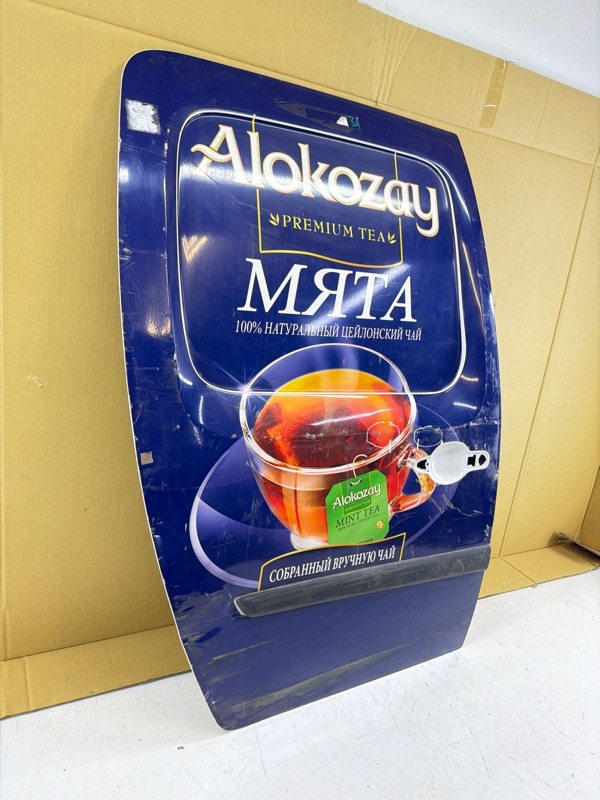 Alokozay
PREMIUM TEA
МЯТА
100% НАТУРАЛЬНЫЙ ЦЕЙЛОНСКИЙ ЧАЙ
Alokozay
MINT TEA
СОБРАННЫЙ ВРУЧНУЮ ЧАЙ